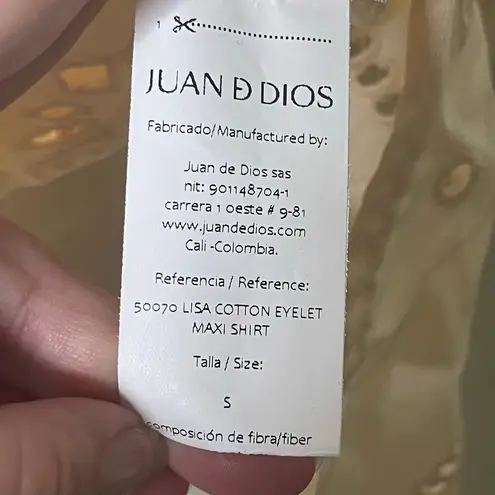 1
JUAN D DIOS
Fabricado/Manufactured by:
Juan de Dios sas
nit: 901148704-1
carrera 1 oeste # 9-81
www.juandedios.com
Cali -Colombia.
Referencia / Reference:
50070 LISA COTTON EYELET
MAXI SHIRT
Talla / Size:
S
composición de fibra/fiber